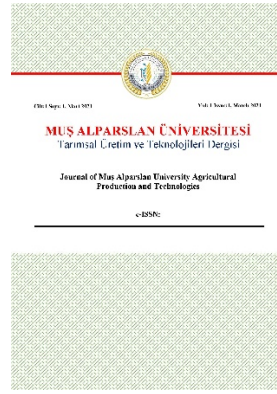 Cilt:1 Sayı: 1, Mart 2021
Vol: 1 Issue: 1, March 2021
MUŞ ALPARSLAN ÜNİVERSİTESİ
Tarımsal Üretim ve Teknolojileri Dergisi
Journal of Mus Alparslan University Agricultural
Production and Technologies
e-ISSN: